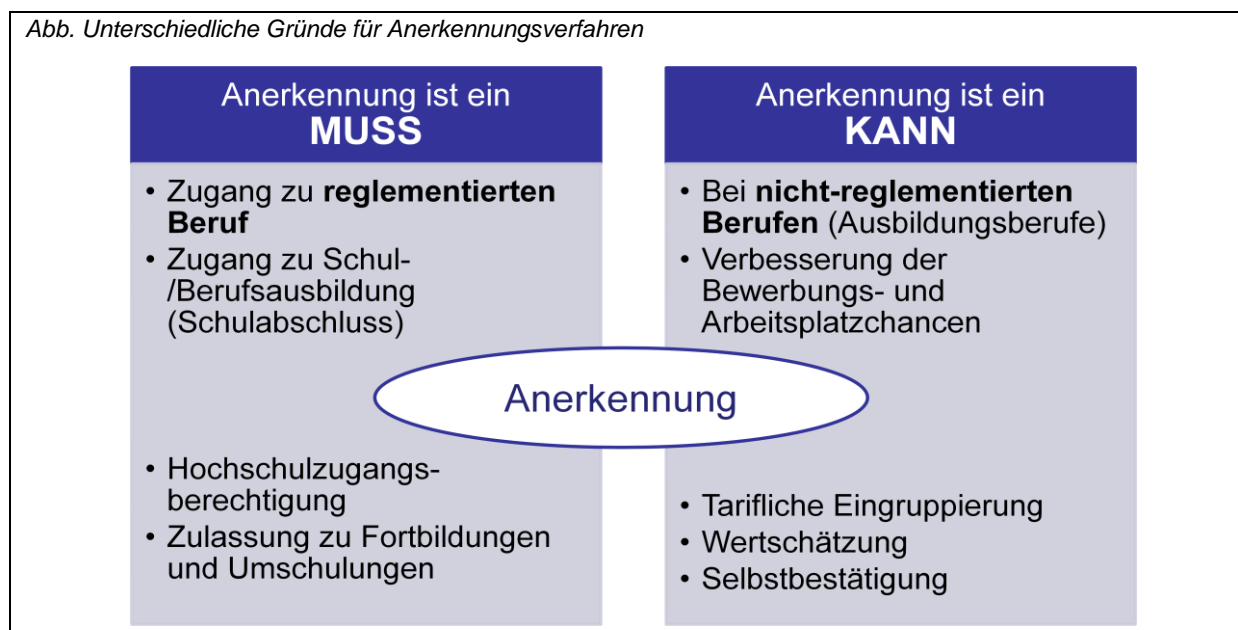 Abb. Unterschiedliche Gründe für Anerkennungsverfahren
Anerkennung ist ein
MUSS
• Zugang zu reglementierten
Beruf
• Zugang zu Schul-
/Berufsausbildung
(Schulabschluss)
Anerkennung ist ein
KANN
• Bei nicht-reglementierten
Berufen (Ausbildungsberufe)
• Verbesserung der
Bewerbungs- und
Arbeitsplatzchancen
Anerkennung
• Hochschulzugangs-
berechtigung
• Zulassung zu Fortbildungen
und Umschulungen
• Tarifliche Eingruppierung
• Wertschätzung
• Selbstbestätigung